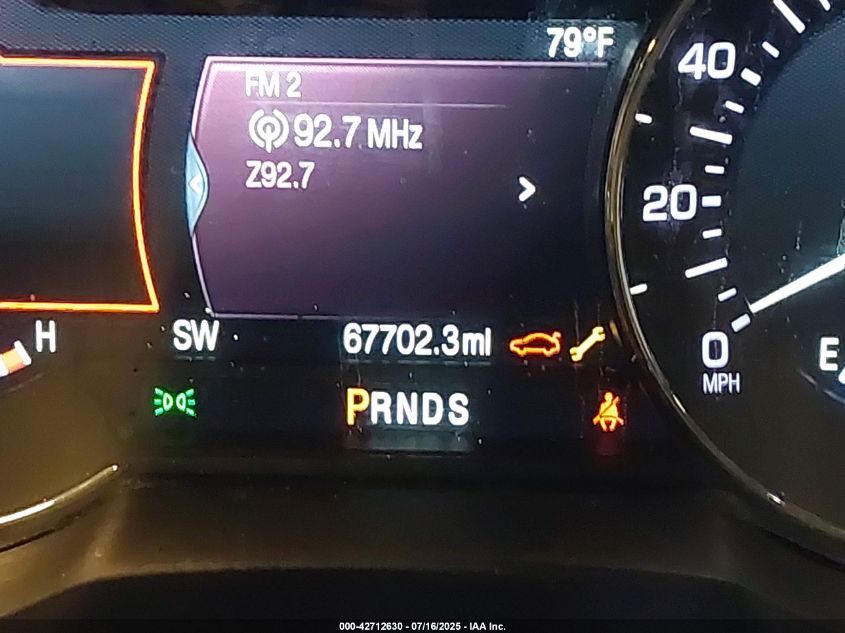 79°F
FM 2
92.7 MHz
Z92.7
40
20
0
MPH
H
SW
67702.3ml
E
PRNDS
000-42712630 - 07/16/2025 - IAA Inc.